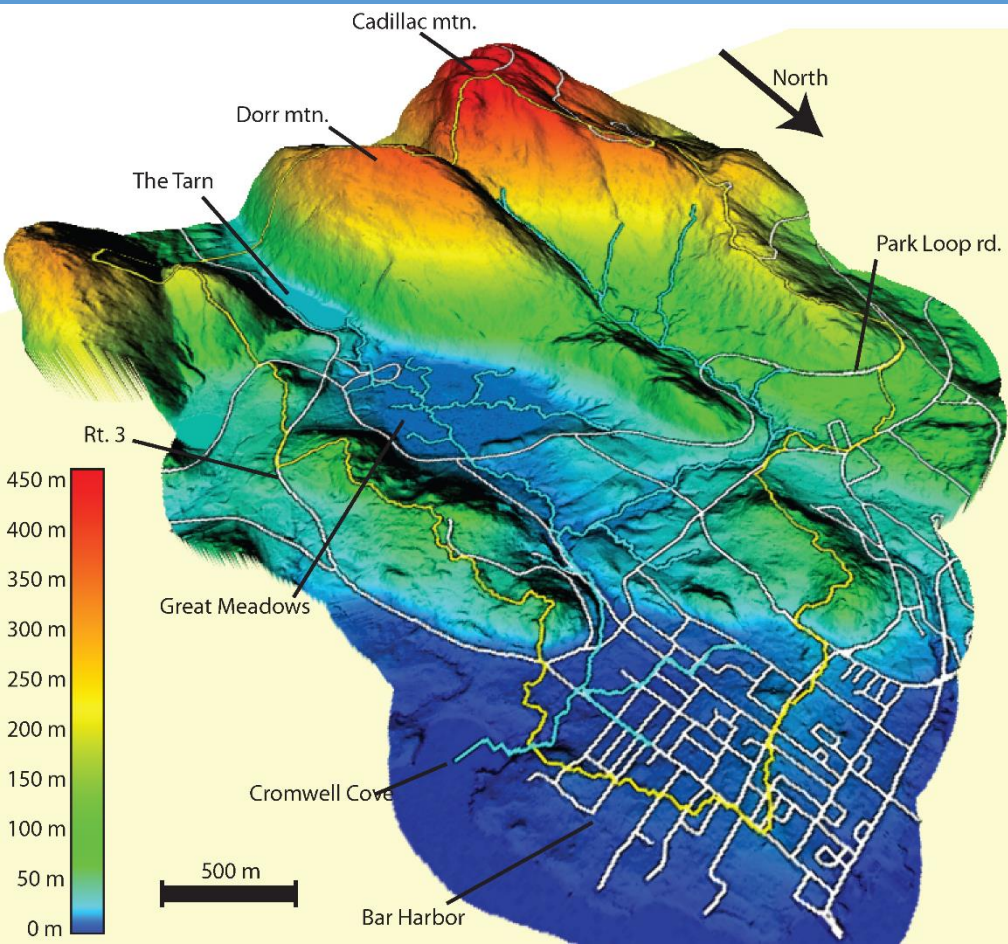 Cadillac mtn.
North
Dorr mtn.
The Tarn
Park Loop rd.
Rt. 3
450 m
400 m
350 m
300 m
250 m
200 m
150 m
100 m
50 m
0 m
Great Meadows
Cromwell Cove
500 m
Bar Harbor